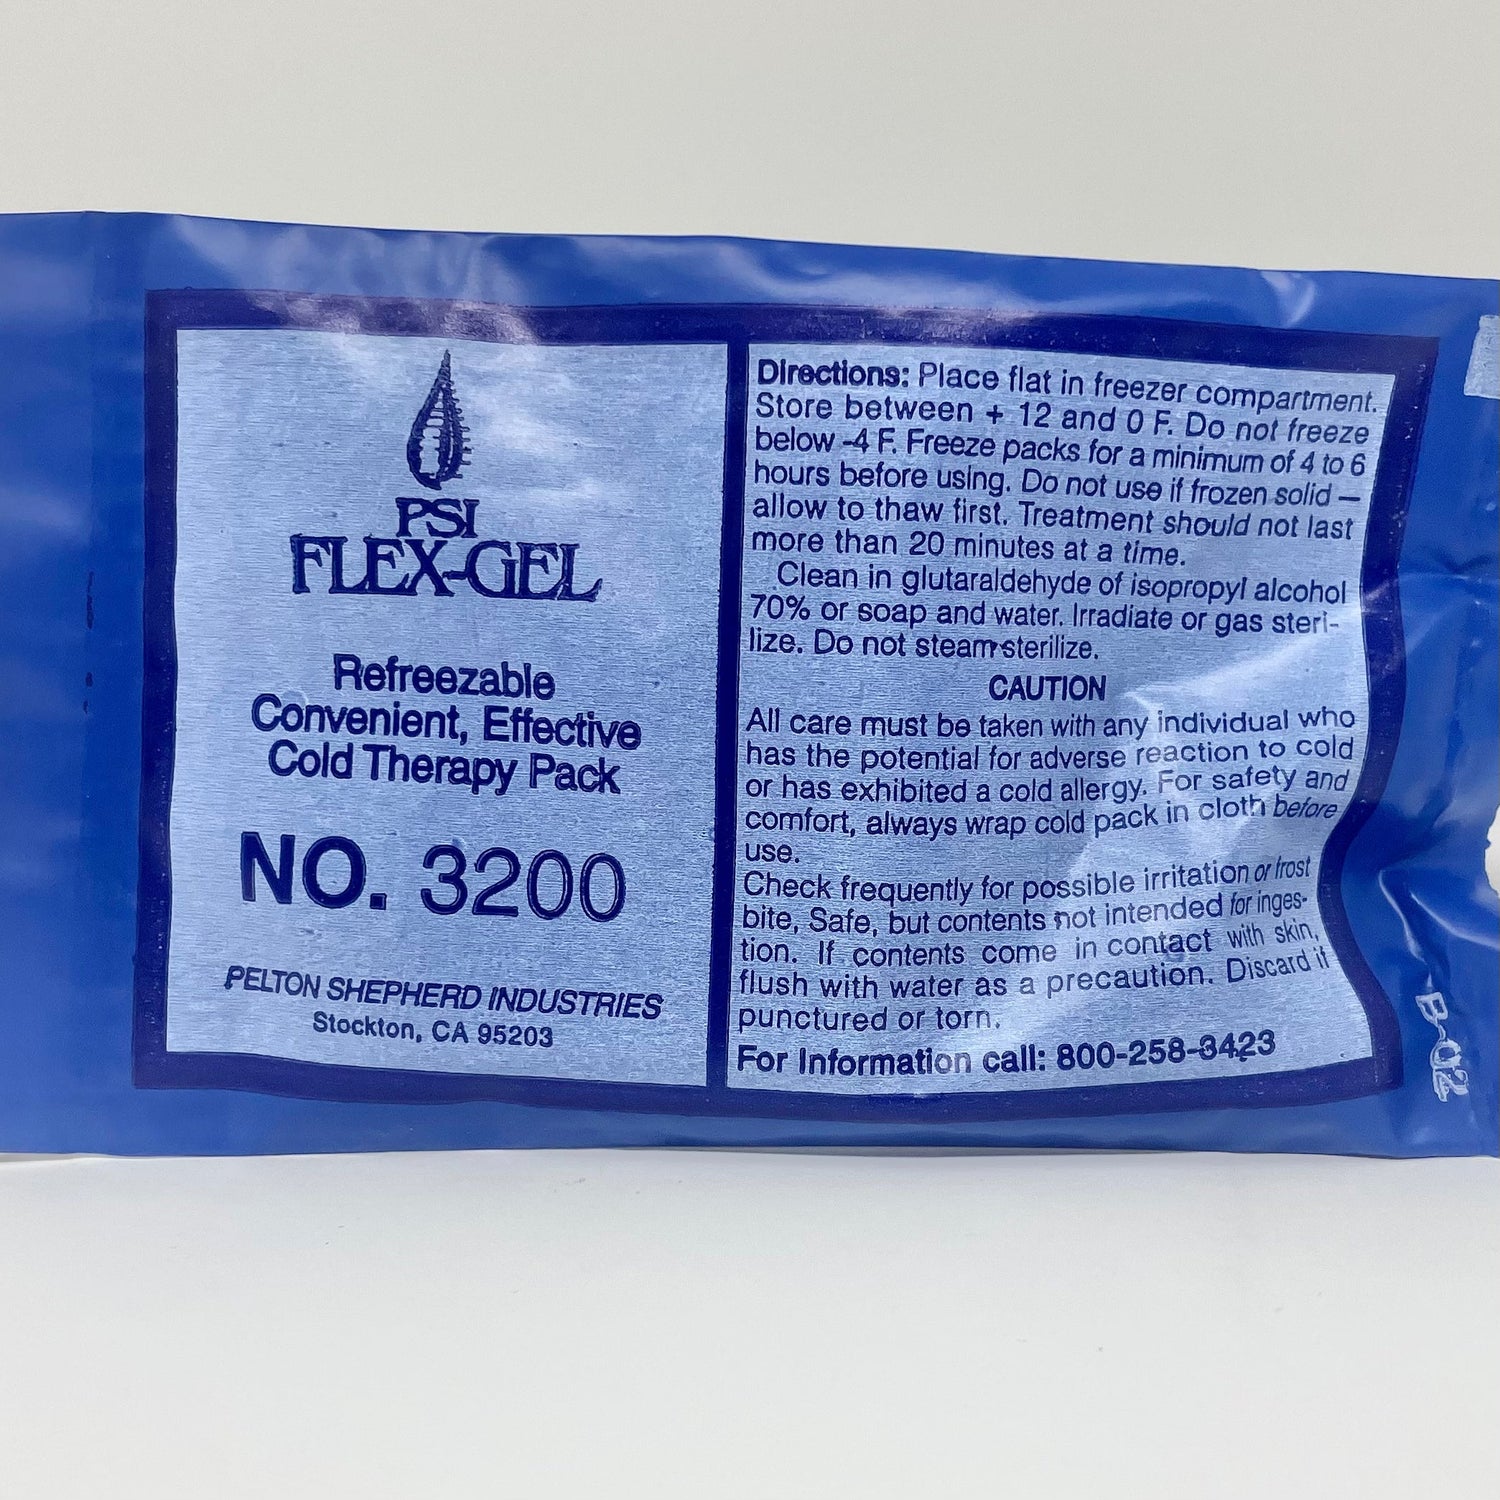 PSI
FLEX-GEL
Refreezable
Convenient, Effective
Cold Therapy Pack
NO. 3200
PELTON SHEPHERD INDUSTRIES
Stockton, CA 95203
Directions: Place flat in freezer compartment.
Store between + 12 and 0 F. Do not freeze
below -4 F. Freeze packs for a minimum of 4 to 6
hours before using. Do not use if frozen solid —
allow to thaw first. Treatment should not last
more than 20 minutes at a time.
Clean in glutaraldehyde of isopropyl alcohol
70% or soap and water. Irradiate or gas steri-
lize. Do not steam sterilize.
CAUTION
All care must be taken with any individual who
has the potential for adverse reaction to cold
or has exhibited a cold allergy. For safety and
comfort, always wrap cold pack in cloth before
use.
Check frequently for possible irritation or frost
bite, Safe, but contents not intended for inges-
tion. If contents come in contact with skin,
flush with water as a precaution. Discard if
punctured or torn.
For Information call: 800-258-3423